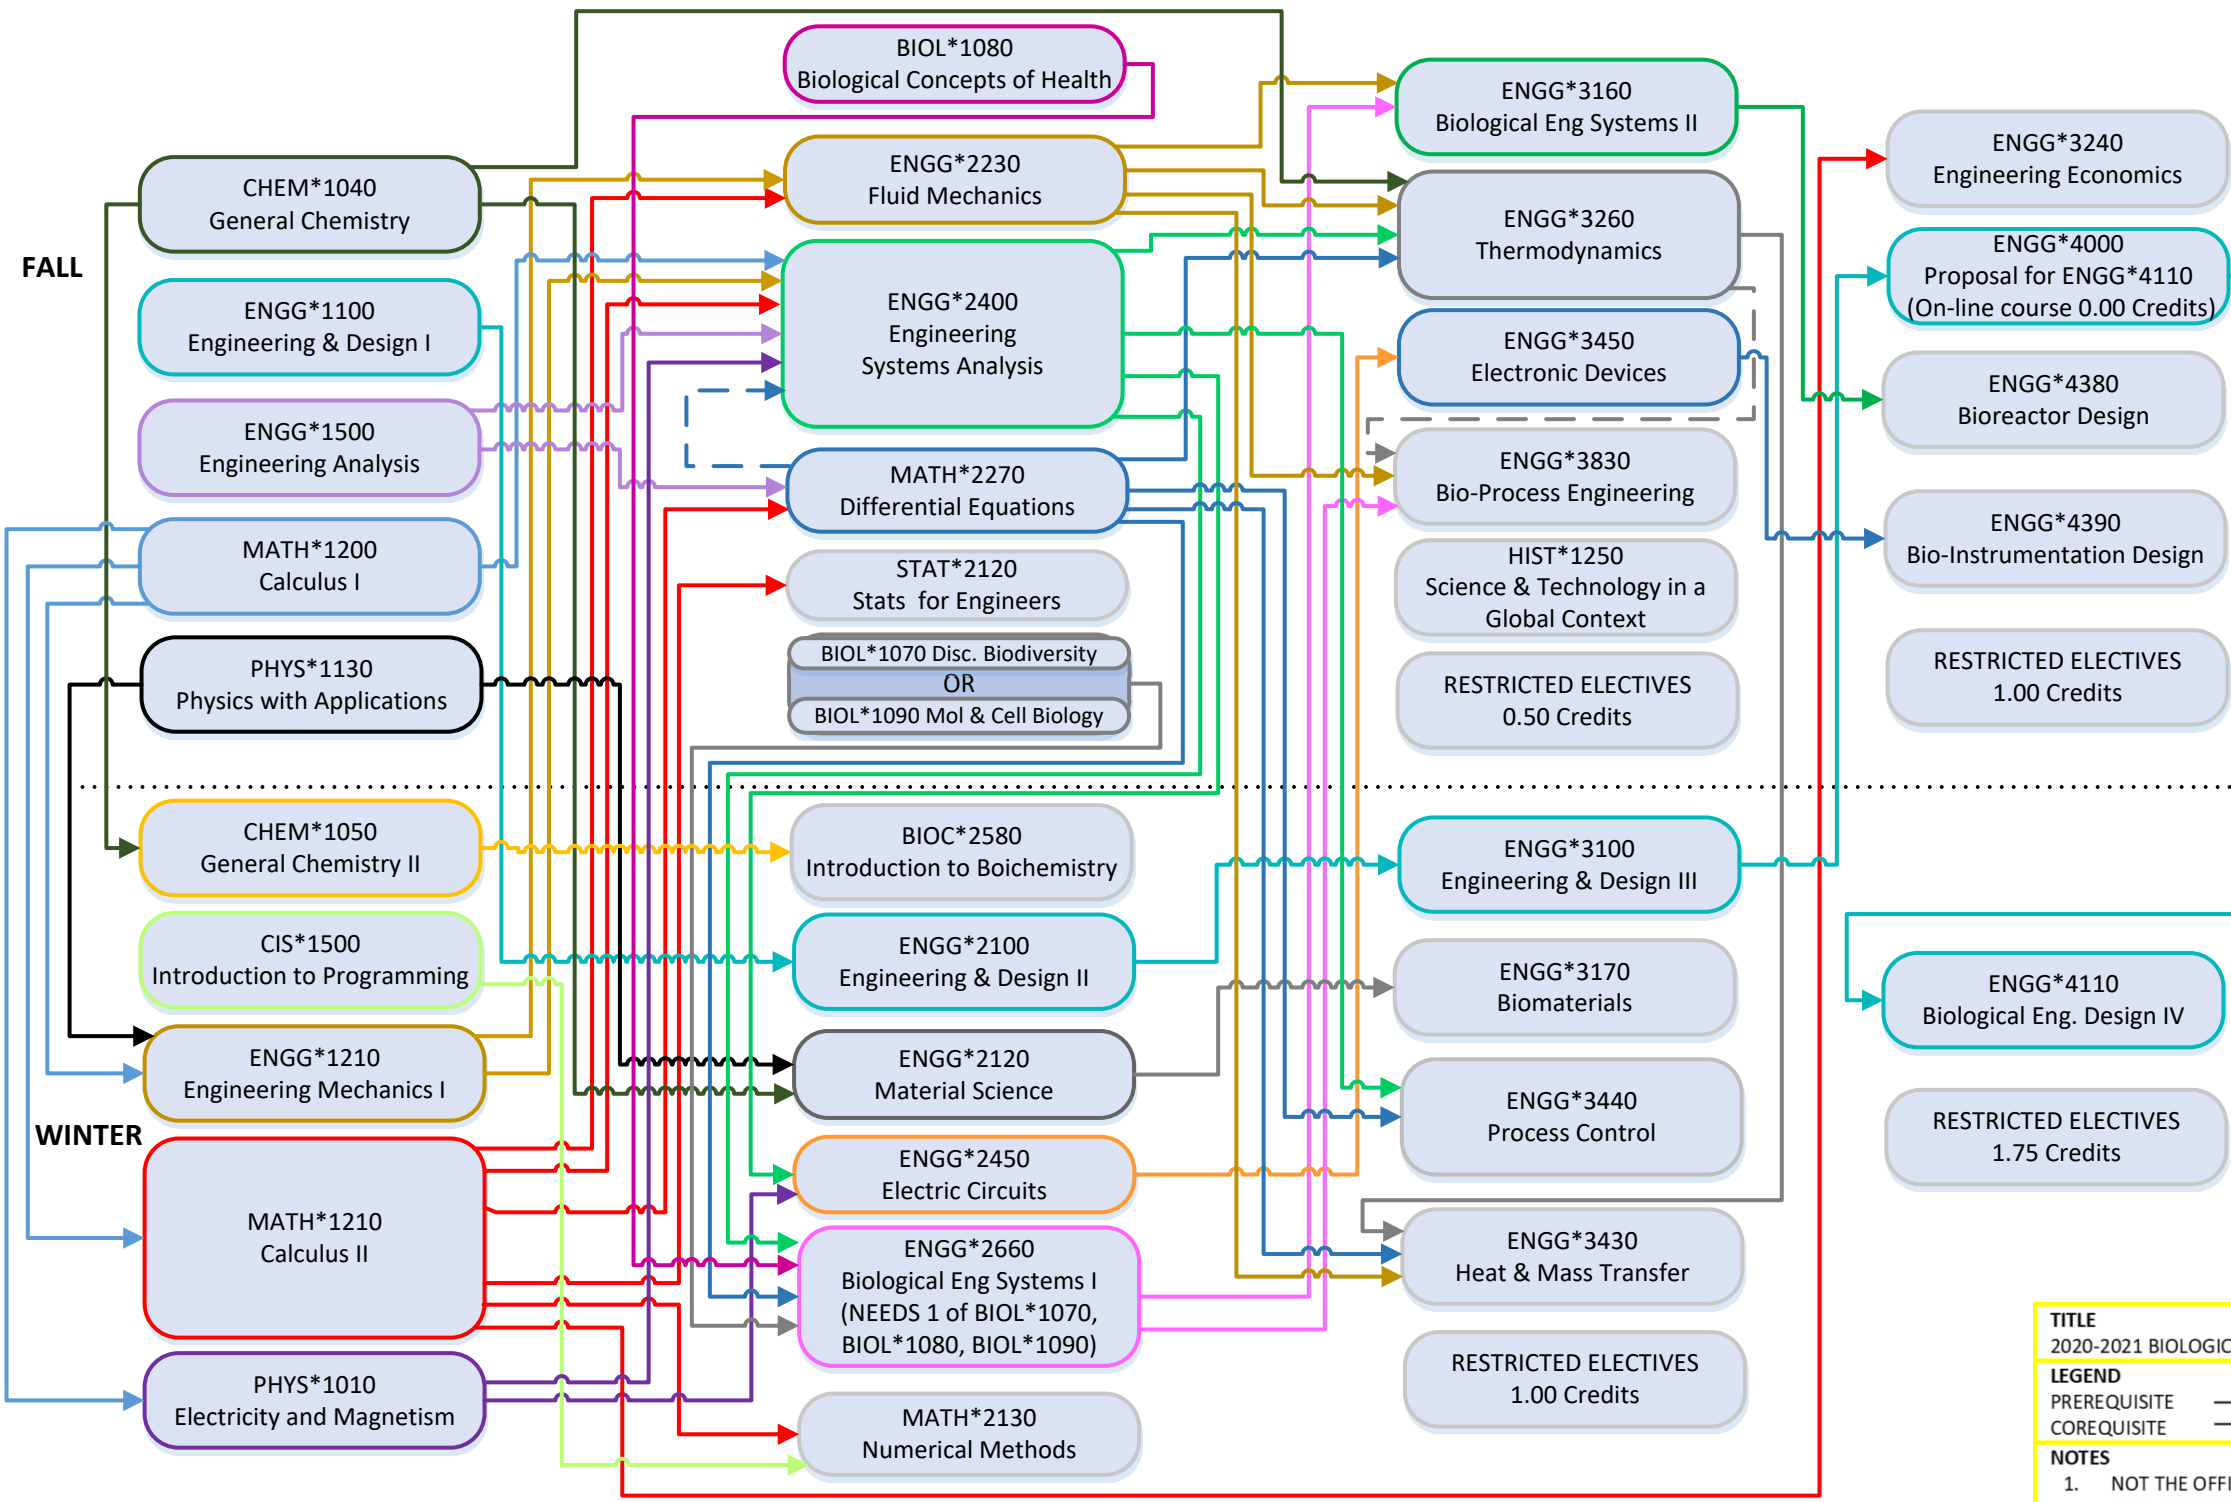 FALL
WINTER
CHEM*1040
General Chemistry
ENGG*1100
Engineering & Design I
ENGG*1500
Engineering Analysis
MATH*1200
Calculus I
PHYS*1130
Physics with Applications
CHEM*1050
General Chemistry II
CIS*1500
Introduction to Programming
ENGG*1210
Engineering Mechanics I
MATH*1210
Calculus II
PHYS*1010
Electricity and Magnetism
BIOL*1080
Biological Concepts of Health
ENGG*2230
Fluid Mechanics
ENGG*2400
Engineering
Systems Analysis
MATH*2270
Differential Equations
STAT*2120
Stats for Engineers
BIOL*1070 Disc. Biodiversity
OR
BIOL*1090 Mol & Cell Biology
BIOC*2580
Introduction to Boichemistry
ENGG*2100
Engineering & Design II
ENGG*2120
Material Science
ENGG*2450
Electric Circuits
ENGG*2660
Biological Eng Systems I
(NEEDS 1 of BIOL*1070,
BIOL*1080, BIOL*1090)
MATH*2130
Numerical Methods
ENGG*3160
Biological Eng Systems II
ENGG*3260
Thermodynamics
ENGG*3450
Electronic Devices
ENGG*3830
Bio-Process Engineering
HIST*1250
Science & Technology in a
Global Context
RESTRICTED ELECTIVES
0.50 Credits
ENGG*3100
Engineering & Design III
ENGG*3170
Biomaterials
ENGG*3440
Process Control
ENGG*3430
Heat & Mass Transfer
RESTRICTED ELECTIVES
1.00 Credits
ENGG*3240
Engineering Economics
ENGG*4000
Proposal for ENGG*4110
(On-line course 0.00 Credits)
ENGG*4380
Bioreactor Design
ENGG*4390
Bio-Instrumentation Design
RESTRICTED ELECTIVES
1.00 Credits
ENGG*4110
Biological Eng. Design IV
RESTRICTED ELECTIVES
1.75 Credits
TITLE
2020-2021 BIOLOGIC
LEGEND
PREREQUISITE
COREQUISITE
NOTES
1. NOT THE OFFI